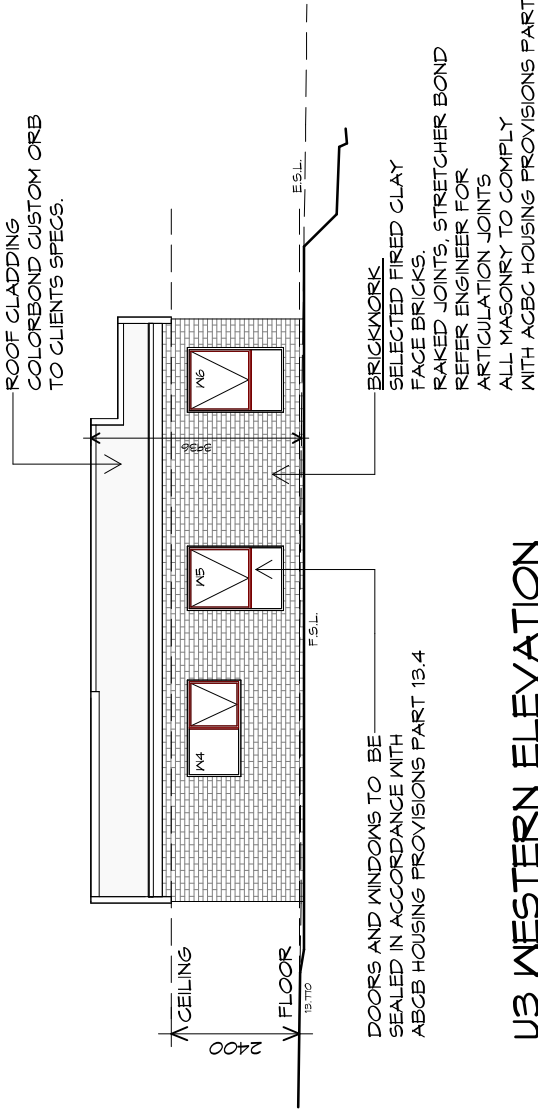 ROOF CLADDING
COLORBOND CUSTOM ORB
TO CLIENTS SPECS.
CEILING
2400
FLOOR
13.770
W4
W5
W6
3936
F.S.L.
E.S.L.
DOORS AND WINDOWS TO BE
SEALED IN ACCORDANCE WITH
ABCB HOUSING PROVISIONS PART 13.4
BRICKWORK
SELECTED FIRED CLAY
FACE BRICKS.
RAKED JOINTS, STRETCHER BOND
REFER ENGINEER FOR
ARTICULATION JOINTS
ALL MASONRY TO COMPLY
WITH ACBC HOUSING PROVISIONS PART
U3 WESTERN ELEVATION